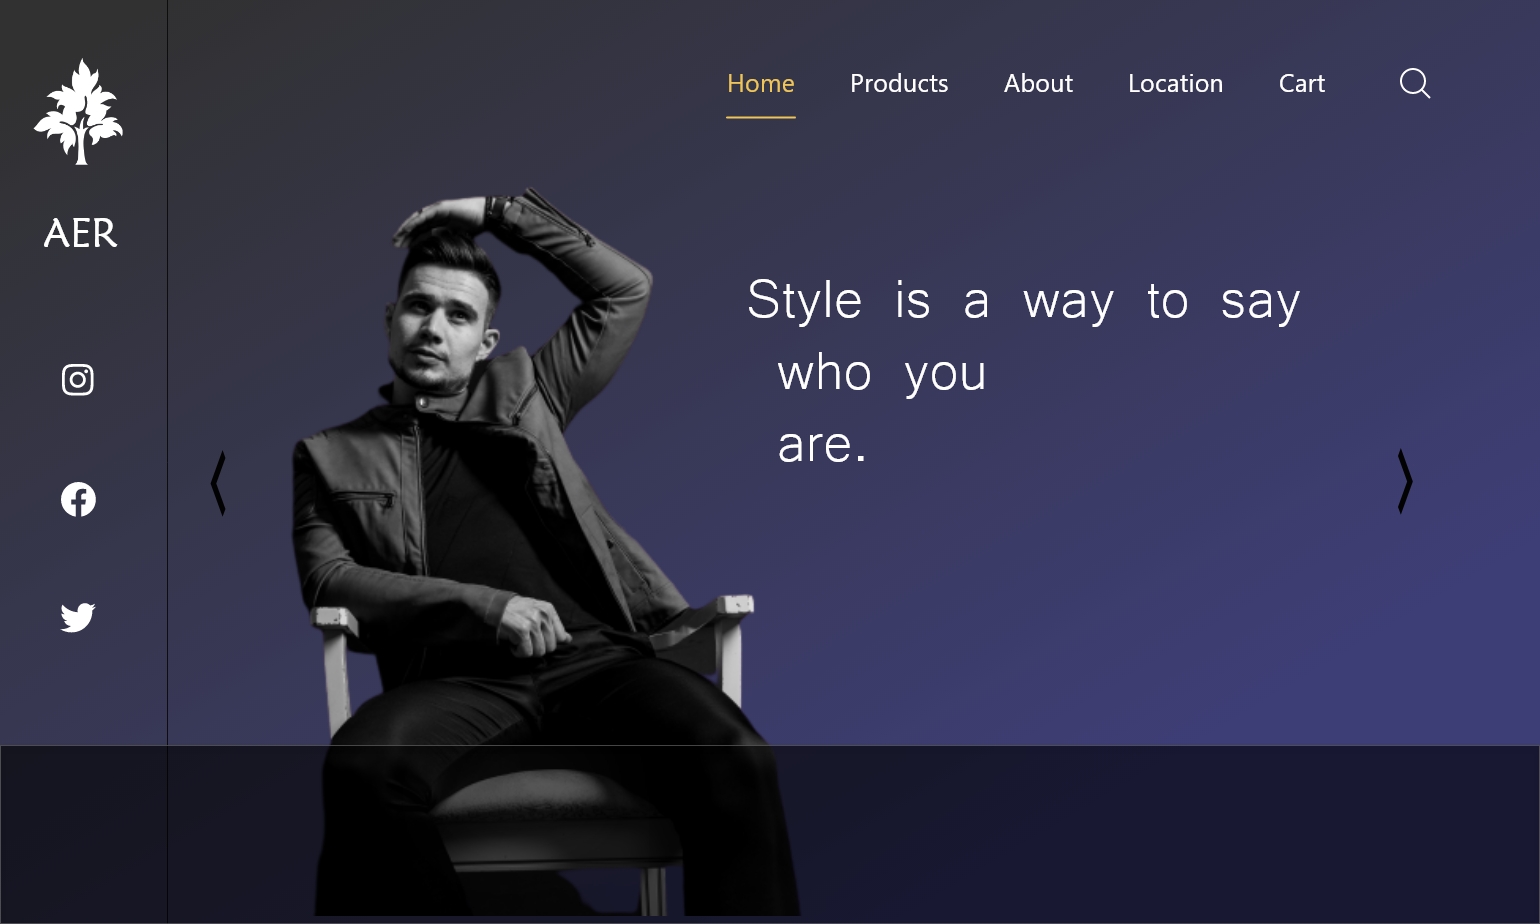 Home Products About Location Cart
AER
Style is a way to say
who you
are.